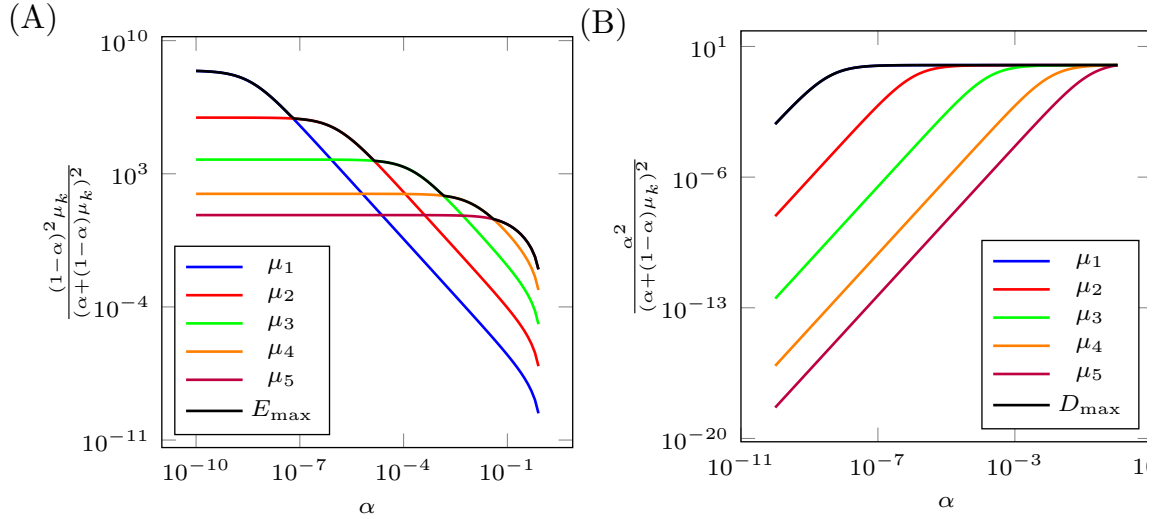 (A)
10^10
10^3
10^−4
10^−11
(1−α)^2 μ_k / (α+(1−α)μ_k)^2
μ_1
μ_2
μ_3
μ_4
μ_5
E_max
10^−10 10^−7 10^−4 10^−1
α
(B)
10^1
10^−6
10^−13
10^−20
α^2 / (α+(1−α)μ_k)^2
μ_1
μ_2
μ_3
μ_4
μ_5
D_max
10^−11 10^−7 10^−3
α